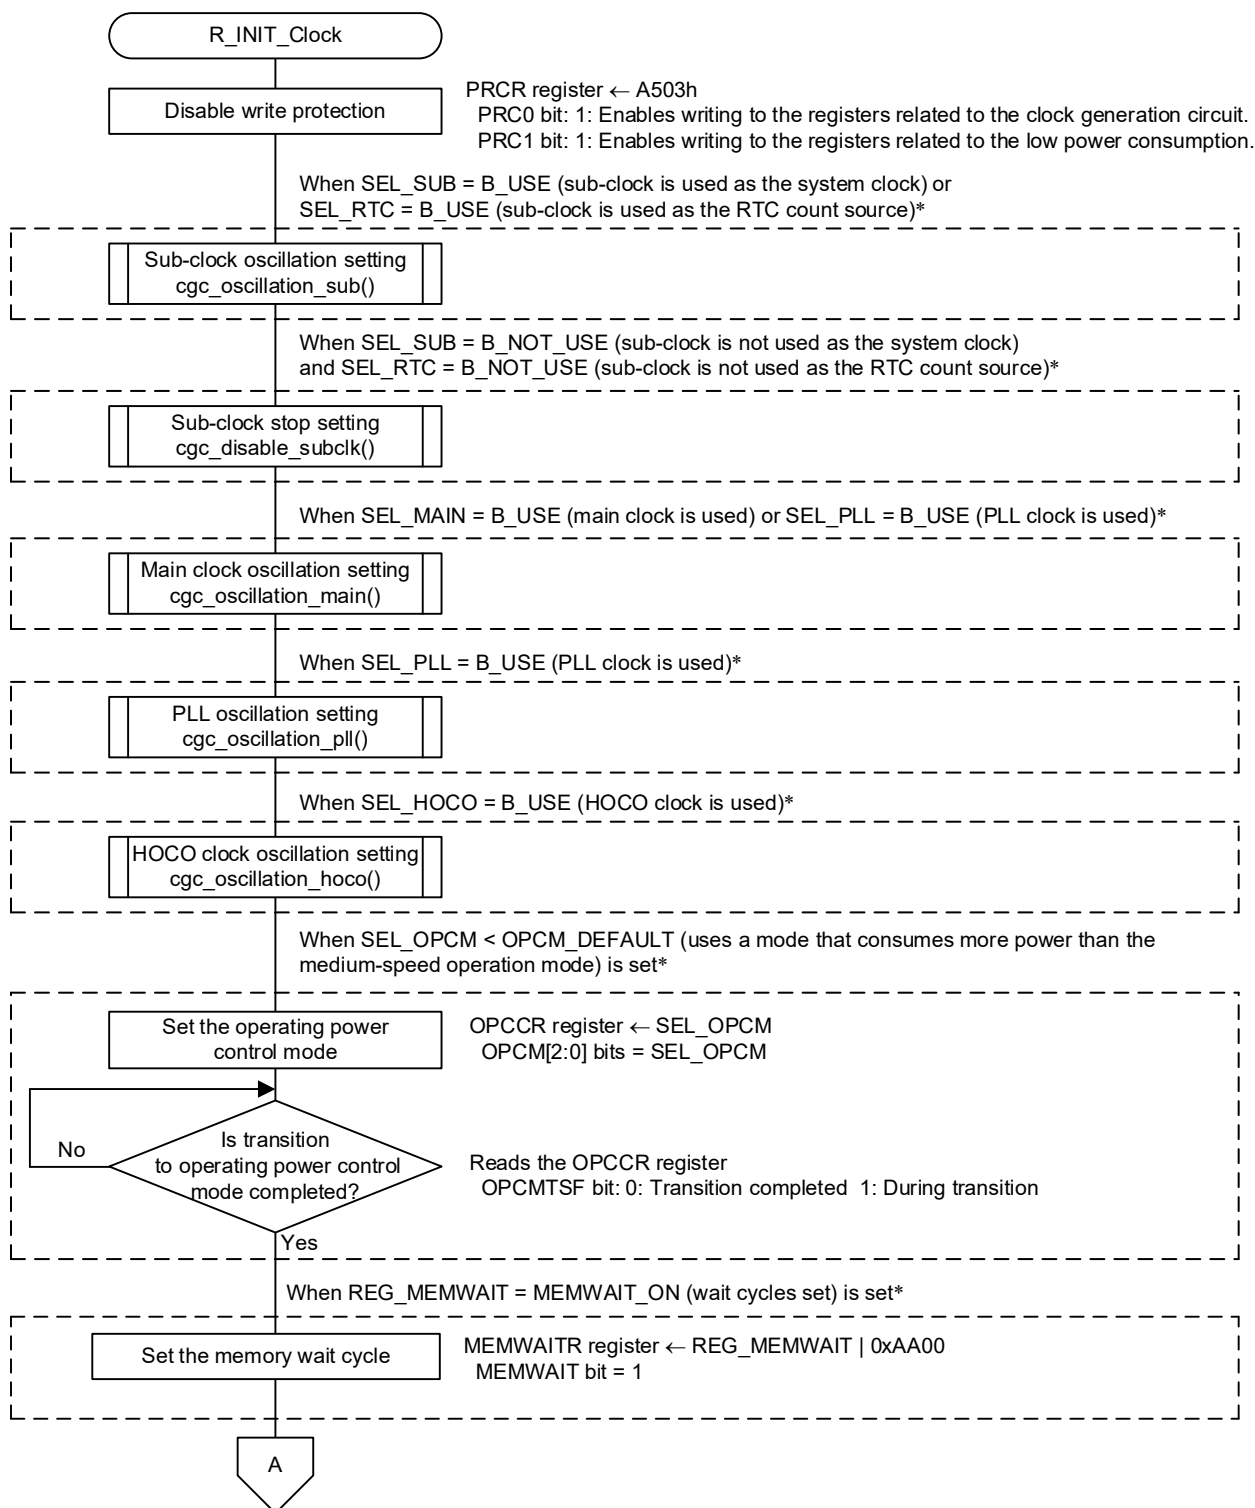 R_INIT_Clock
Disable write protection
PRCR register ← A503h
PRC0 bit: 1: Enables writing to the registers related to the clock generation circuit.
PRC1 bit: 1: Enables writing to the registers related to the low power consumption.
When SEL_SUB = B_USE (sub-clock is used as the system clock) or
SEL_RTC = B_USE (sub-clock is used as the RTC count source)*
Sub-clock oscillation setting
cgc_oscillation_sub()
When SEL_SUB = B_NOT_USE (sub-clock is not used as the system clock)
and SEL_RTC = B_NOT_USE (sub-clock is not used as the RTC count source)*
Sub-clock stop setting
cgc_disable_subclk()
When SEL_MAIN = B_USE (main clock is used) or SEL_PLL = B_USE (PLL clock is used)*
Main clock oscillation setting
cgc_oscillation_main()
When SEL_PLL = B_USE (PLL clock is used)*
PLL oscillation setting
cgc_oscillation_pll()
When SEL_HOCO = B_USE (HOCO clock is used)*
HOCO clock oscillation setting
cgc_oscillation_hoco()
When SEL_OPCM < OPCM_DEFAULT (uses a mode that consumes more power than the
medium-speed operation mode) is set*
Set the operating power
control mode
OPCCR register ← SEL_OPCM
OPCM[2:0] bits = SEL_OPCM
No
Is transition
to operating power control
mode completed?
Reads the OPCCR register
OPCMTSF bit: 0: Transition completed 1: During transition
Yes
When REG_MEMWAIT = MEMWAIT_ON (wait cycles set) is set*
Set the memory wait cycle
MEMWAITR register ← REG_MEMWAIT | 0xAA00
MEMWAIT bit = 1
A